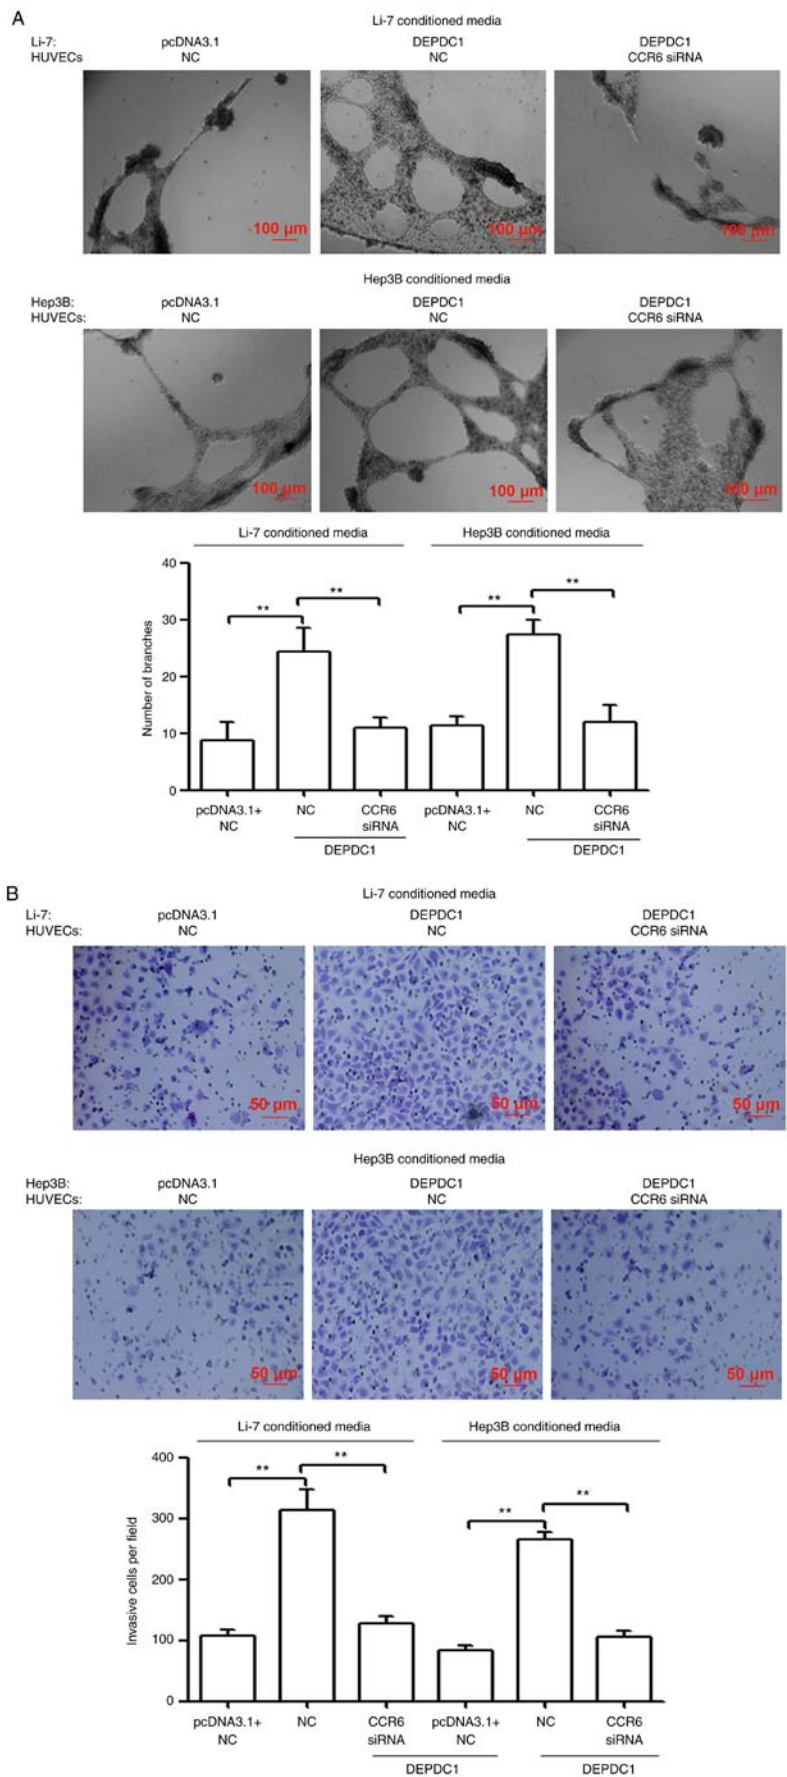 A
Li-7 conditioned media
Li-7: pcDNA3.1 DEPDC1 DEPDC1
HUVECs NC NC CCR6 siRNA
100 µm 100 µm 100 µm
Hep3B conditioned media
Hep3B: pcDNA3.1 DEPDC1 DEPDC1
HUVECs: NC NC CCR6 siRNA
100 µm 100 µm 100 µm
Li-7 conditioned media Hep3B conditioned media
Number of branches
40
30
20
10
0
** ** ** **
pcDNA3.1+ NC CCR6 pcDNA3.1+ NC CCR6
NC siRNA NC siRNA
DEPDC1 DEPDC1
B
Li-7 conditioned media
Li-7: pcDNA3.1 DEPDC1 DEPDC1
HUVECs: NC NC CCR6 siRNA
50 µm 50 µm 50 µm
Hep3B conditioned media
Hep3B: pcDNA3.1 DEPDC1 DEPDC1
HUVECs: NC NC CCR6 siRNA
50 µm 50 µm 50 µm
Li-7 conditioned media Hep3B conditioned media
Invasive cells per field
400
300
200
100
0
** ** ** **
pcDNA3.1+ NC CCR6 pcDNA3.1+ NC CCR6
NC siRNA NC siRNA
DEPDC1 DEPDC1